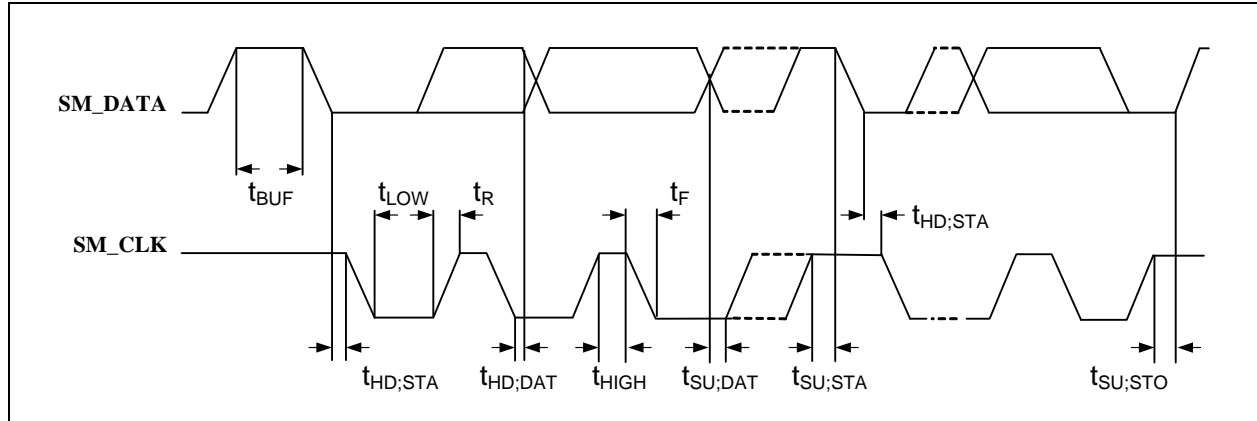 SM_DATA
tBUF
tLOW
tR
tF
tHD;STA
SM_CLK
tHD;STA
tHD;DAT
tHIGH
tSU;DAT
tSU;STA
tSU;STO